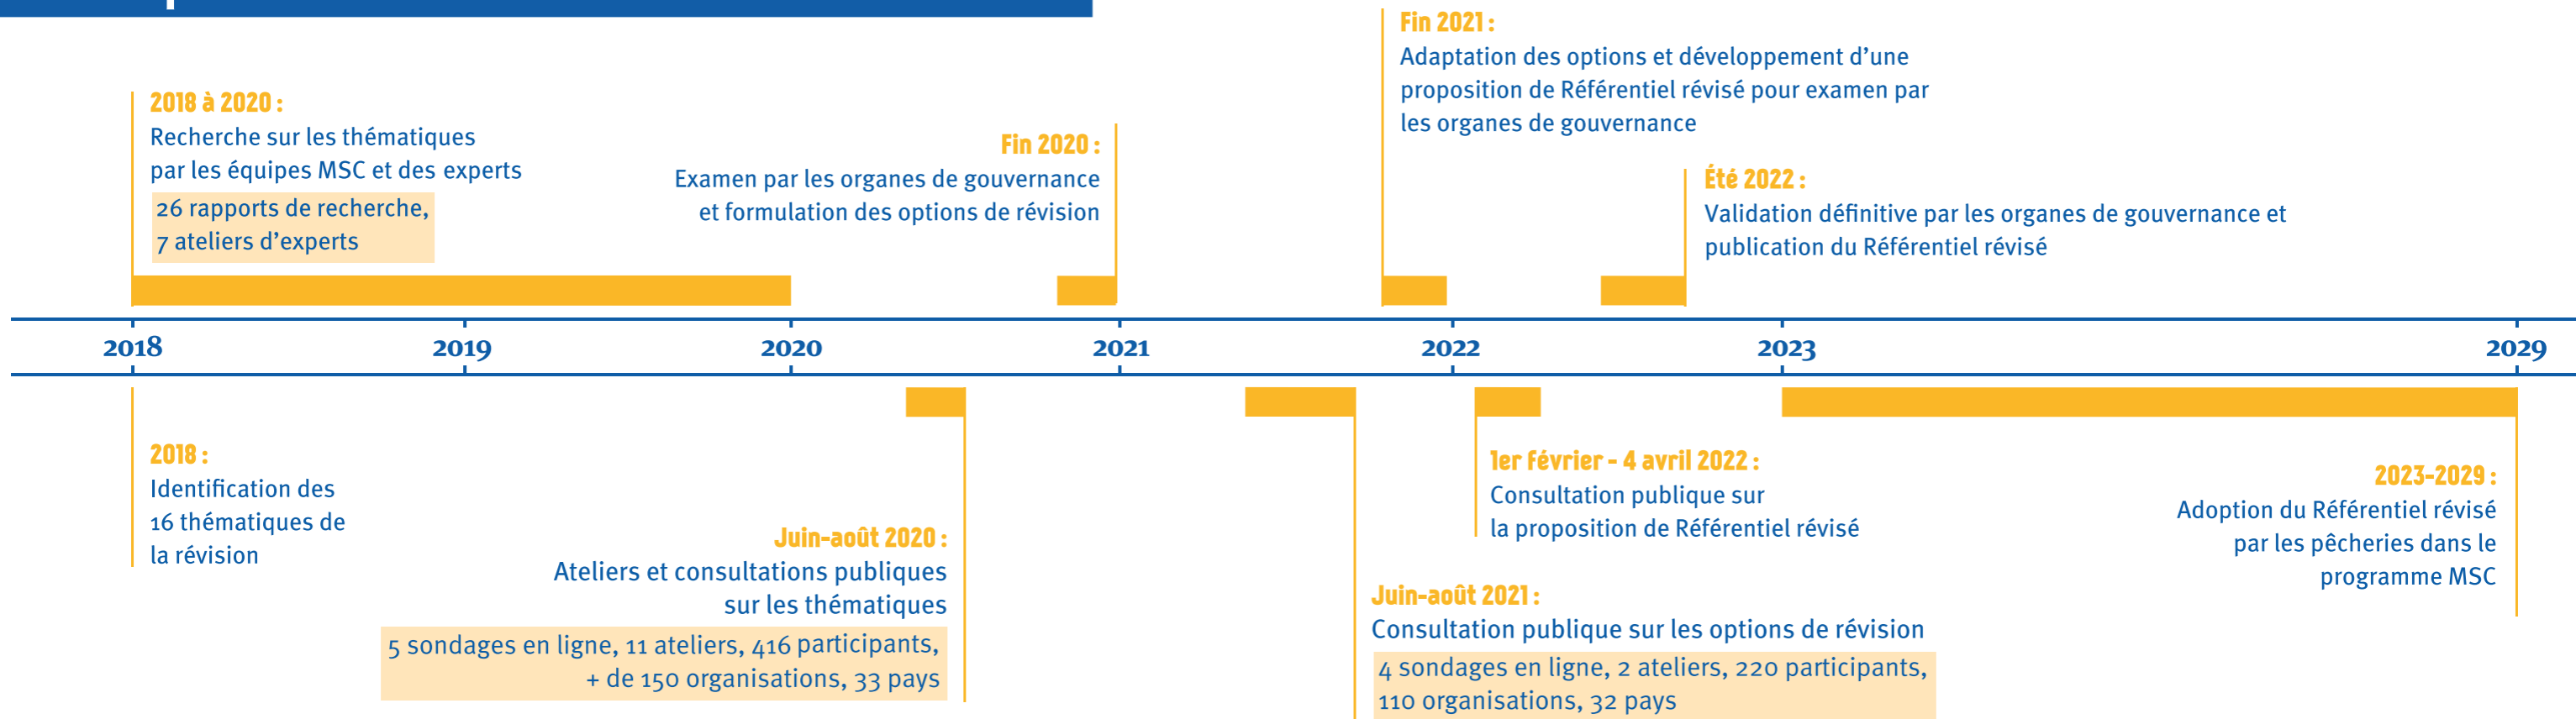 2018 à 2020 :
Recherche sur les thématiques
par les équipes MSC et des experts
26 rapports de recherche,
7 ateliers d’experts
Fin 2020 :
Examen par les organes de gouvernance
et formulation des options de révision
Fin 2021 :
Adaptation des options et développement d’une
proposition de Référentiel révisé pour examen par
les organes de gouvernance
Été 2022 :
Validation définitive par les organes de gouvernance et
publication du Référentiel révisé
2018 2019 2020 2021 2022 2023 2029
2018 :
Identification des
16 thématiques de
la révision
Juin-août 2020 :
Ateliers et consultations publiques
sur les thématiques
5 sondages en ligne, 11 ateliers, 416 participants,
+ de 150 organisations, 33 pays
Juin-août 2021 :
Consultation publique sur les options de révision
4 sondages en ligne, 2 ateliers, 220 participants,
110 organisations, 32 pays
1er février - 4 avril 2022 :
Consultation publique sur
la proposition de Référentiel révisé
2023-2029 :
Adoption du Référentiel révisé
par les pêcheries dans le
programme MSC